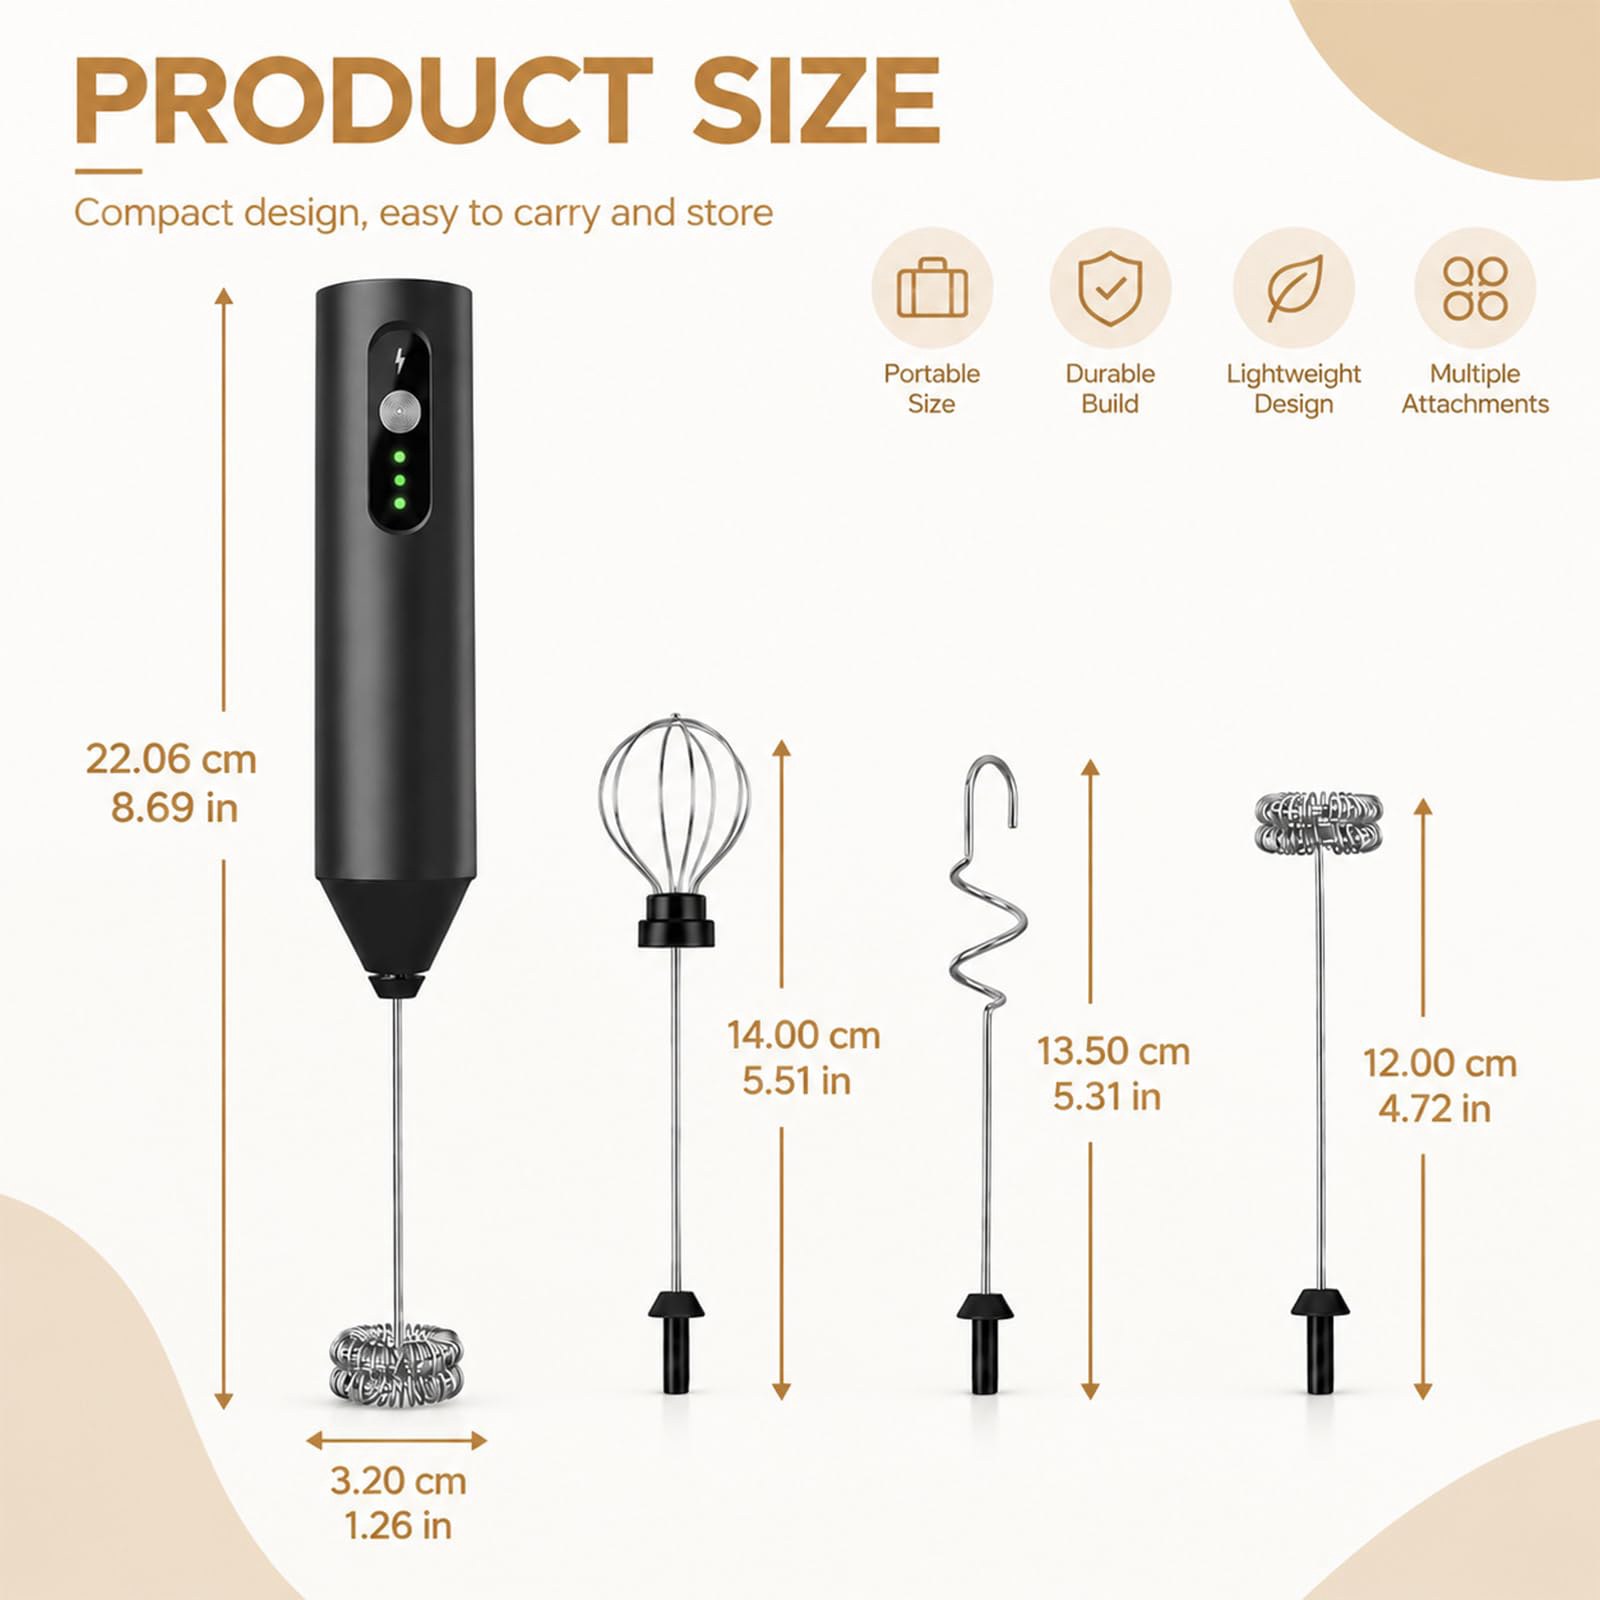 PRODUCT SIZE
Compact design, easy to carry and store
Portable
Size
Durable
Build
Lightweight
Design
Multiple
Attachments
22.06 cm
8.69 in
14.00 cm
5.51 in
13.50 cm
5.31 in
12.00 cm
4.72 in
3.20 cm
1.26 in